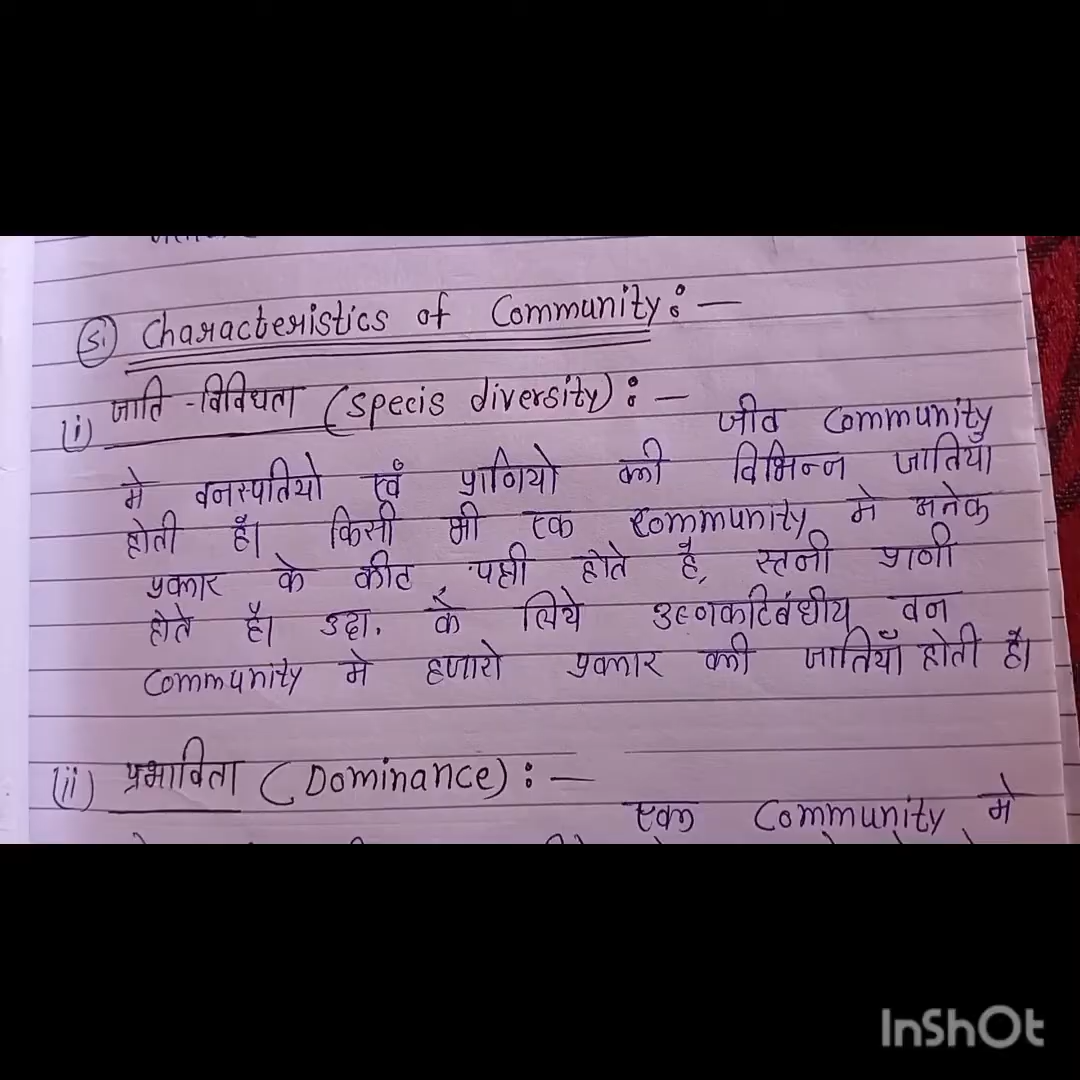 (5) Characteristics of Community : —
(i) जाति - विविधता (Specis diversity) : —
जीव Community
मे वनस्पतियो एवं प्राणियो की विभिन्न जातियाँ
होती है। किसी भी एक Community मे अनेक
प्रकार के कीट पक्षी होते है, स्तनी प्राणी
होते है। उदा. के लिये उष्णकटिबंधीय वन
Community मे हजारो प्रकार की जातियाँ होती है।
(ii) प्रभाविता (Dominance) : —
एक Community मे
InShOt